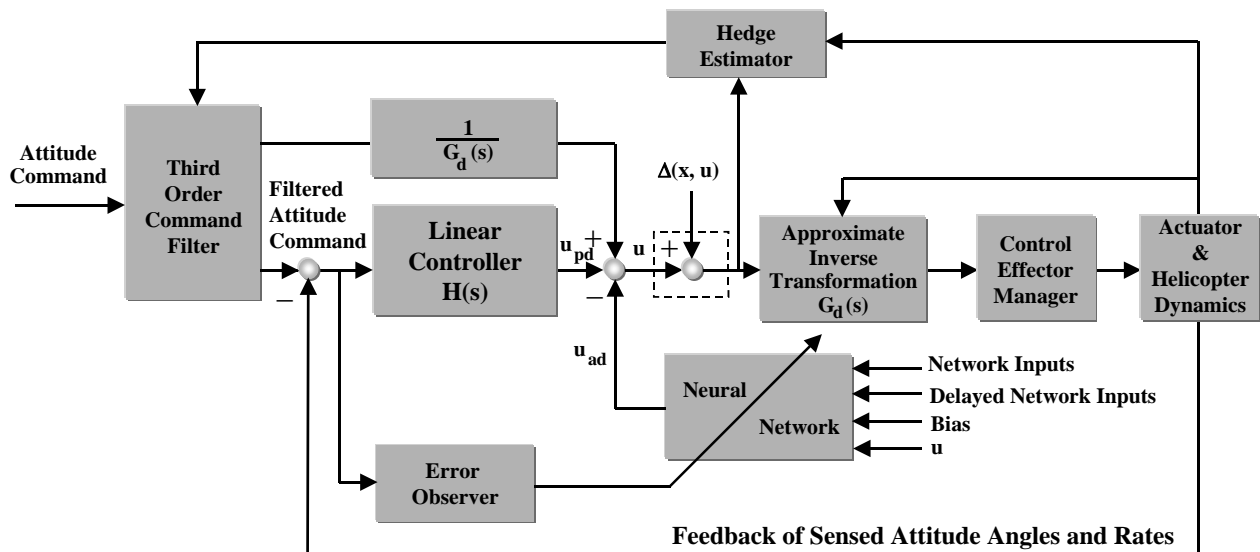 Hedge
Estimator
Attitude
Command
Third
Order
Command
Filter
1
G_d(s)
Δ(x, u)
Filtered
Attitude
Command
−
Linear
Controller
H(s)
u_pd
+
−
u
+
Approximate
Inverse
Transformation
G_d(s)
Control
Effector
Manager
Actuator
&
Helicopter
Dynamics
u_ad
Neural
Network
Network Inputs
Delayed Network Inputs
Bias
u
Error
Observer
Feedback of Sensed Attitude Angles and Rates